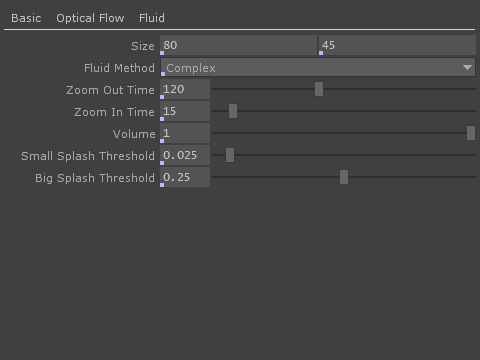 Basic Optical Flow Fluid
Size 80 45
Fluid Method Complex
Zoom Out Time 120
Zoom In Time 15
Volume 1
Small Splash Threshold 0.025
Big Splash Threshold 0.25